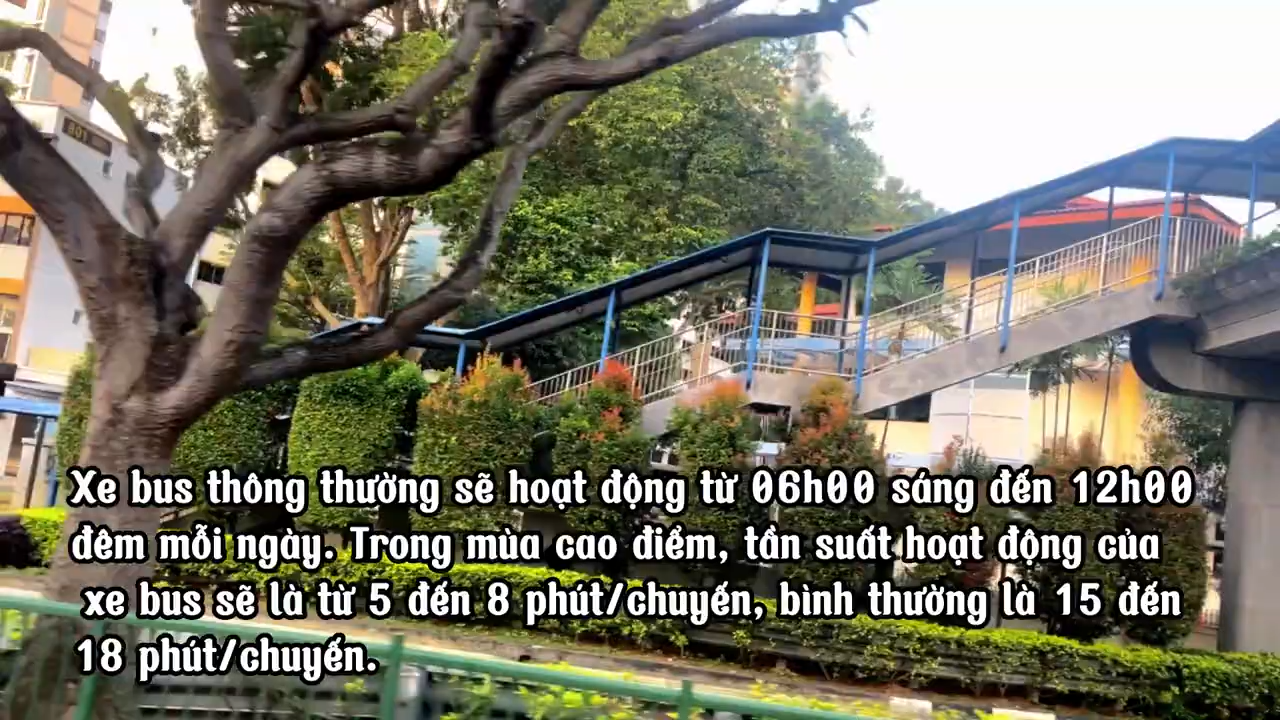 Xe bus thông thường sẽ hoạt động từ 06h00 sáng đến 12h00
đêm mỗi ngày. Trong mùa cao điểm, tần suất hoạt động của
xe bus sẽ là từ 5 đến 8 phút/chuyến, bình thường là 15 đến
18 phút/chuyến.